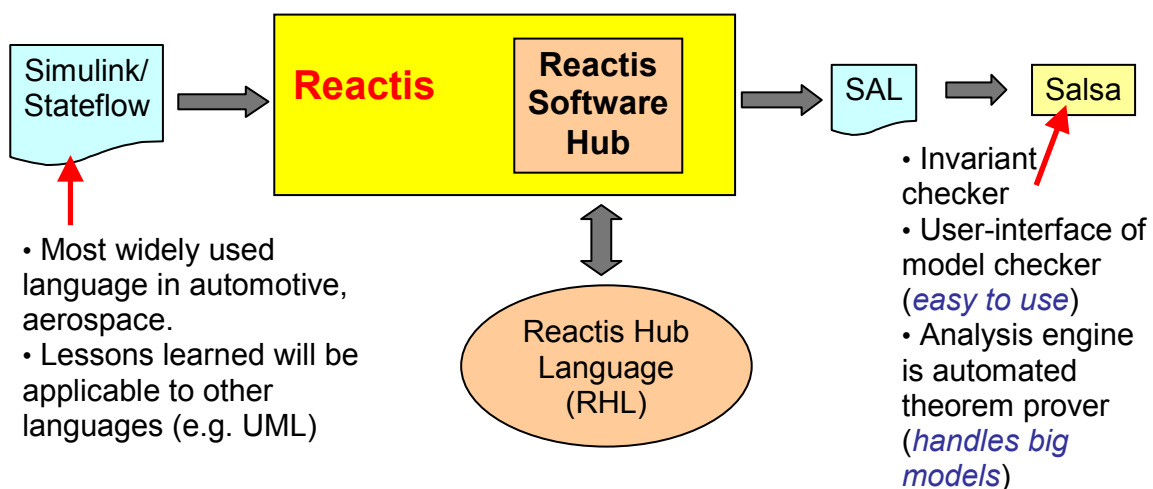 Simulink/
Stateflow
Reactis
Reactis
Software
Hub
SAL
Salsa
• Most widely used
language in automotive,
aerospace.
• Lessons learned will be
applicable to other
languages (e.g. UML)
Reactis Hub
Language
(RHL)
• Invariant
checker
• User-interface of
model checker
(easy to use)
• Analysis engine
is automated
theorem prover
(handles big
models)